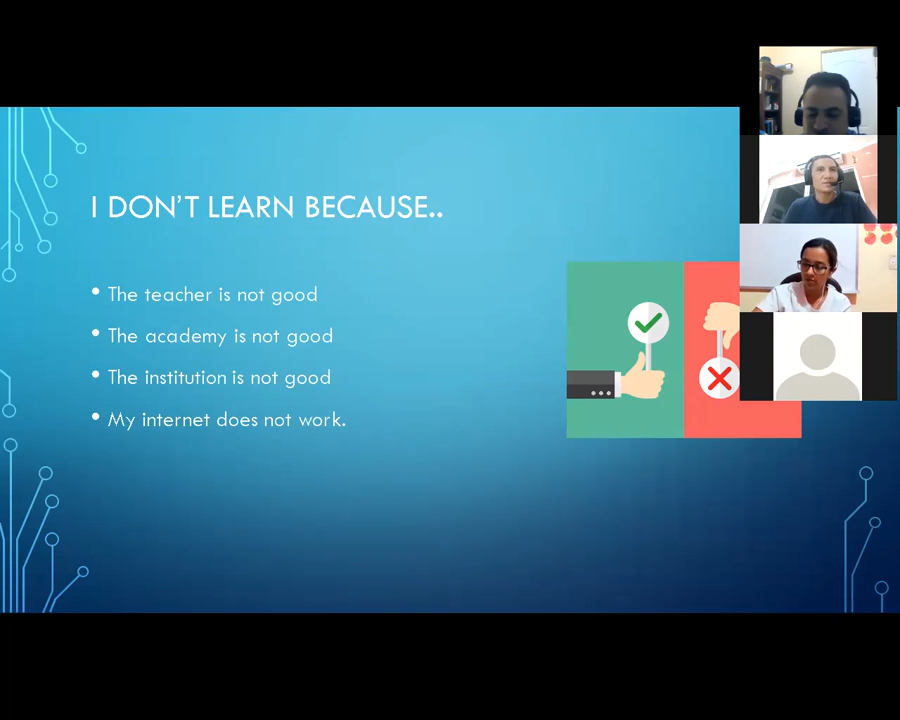 I DON'T LEARN BECAUSE..
• The teacher is not good
• The academy is not good
• The institution is not good
• My internet does not work.